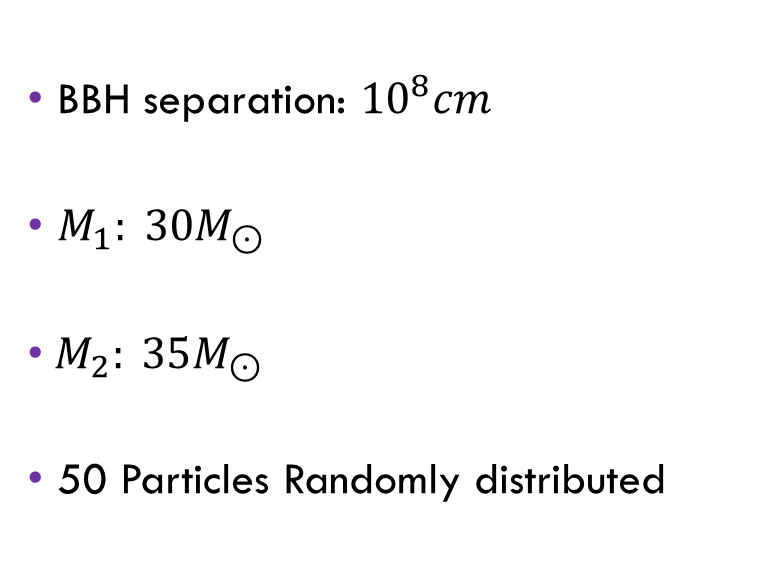 • BBH separation: 10⁸cm
• M₁: 30M☉
• M₂: 35M☉
• 50 Particles Randomly distributed